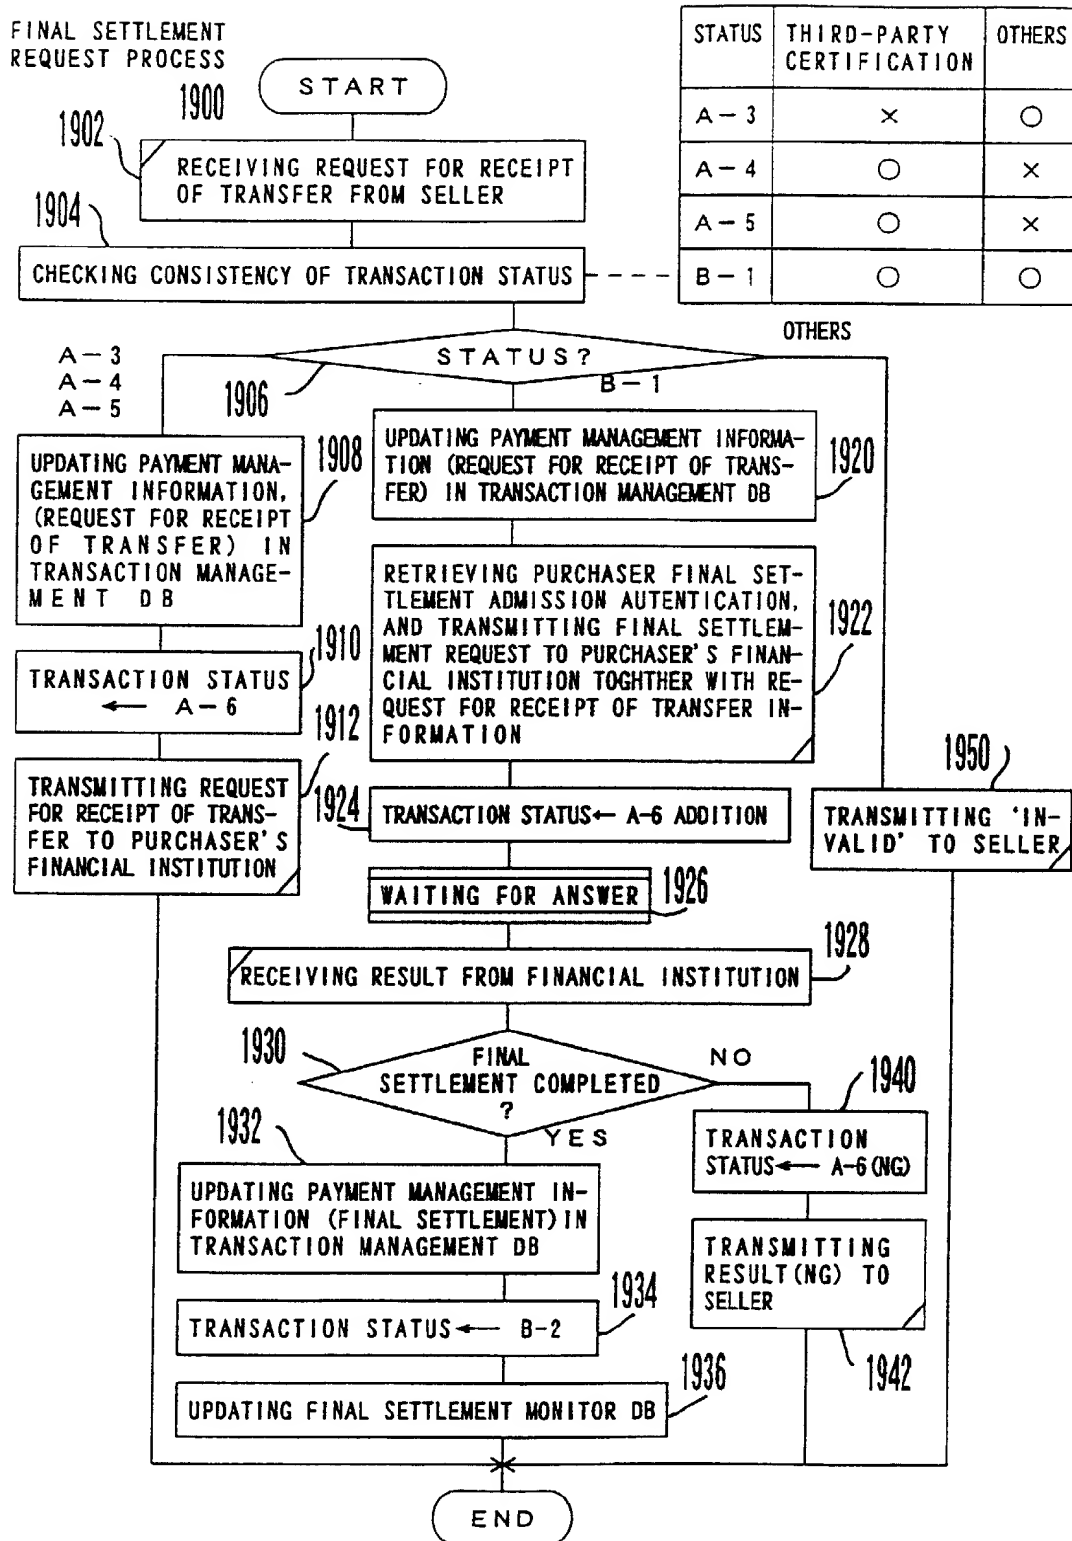 FINAL SETTLEMENT
REQUEST PROCESS
1900
START
STATUS THIRD-PARTY CERTIFICATION OTHERS
A-3 × ○
A-4 ○ ×
A-5 ○ ×
B-1 ○ ○
1902
RECEIVING REQUEST FOR RECEIPT
OF TRANSFER FROM SELLER
1904
CHECKING CONSISTENCY OF TRANSACTION STATUS
STATUS?
1906
A-3
A-4
A-5
B-1
OTHERS
UPDATING PAYMENT MANA-
GEMENT INFORMATION,
(REQUEST FOR RECEIPT
OF TRANSFER) IN
TRANSACTION MANAGE-
MENT DB
1908
TRANSACTION STATUS
← A-6
1910
TRANSMITTING REQUEST
FOR RECEIPT OF TRANS-
FER TO PURCHASER'S
FINANCIAL INSTITUTION
1912
UPDATING PAYMENT MANAGEMENT INFORMA-
TION (REQUEST FOR RECEIPT OF TRANS-
FER) IN TRANSACTION MANAGEMENT DB
1920
RETRIEVING PURCHASER FINAL SET-
TLEMENT ADMISSION AUTENTICATION,
AND TRANSMITTING FINAL SETTLEM-
MENT REQUEST TO PURCHASER'S FINAN-
CIAL INSTITUTION TOGHTHER WITH RE-
QUEST FOR RECEIPT OF TRANSFER IN-
FORMATION
1922
1924
TRANSACTION STATUS← A-6 ADDITION
WAITING FOR ANSWER
1926
1928
RECEIVING RESULT FROM FINANCIAL INSTITUTION
1930
FINAL
SETTLEMENT COMPLETED
?
NO
YES
1932
UPDATING PAYMENT MANAGEMENT IN-
FORMATION (FINAL SETTLEMENT) IN
TRANSACTION MANAGEMENT DB
TRANSACTION STATUS← B-2
1934
UPDATING FINAL SETTLEMENT MONITOR DB
1936
1940
TRANSACTION
STATUS← A-6(NG)
TRANSMITTING
RESULT(NG) TO
SELLER
1942
1950
TRANSMITTING 'IN-
VALID' TO SELLER
END